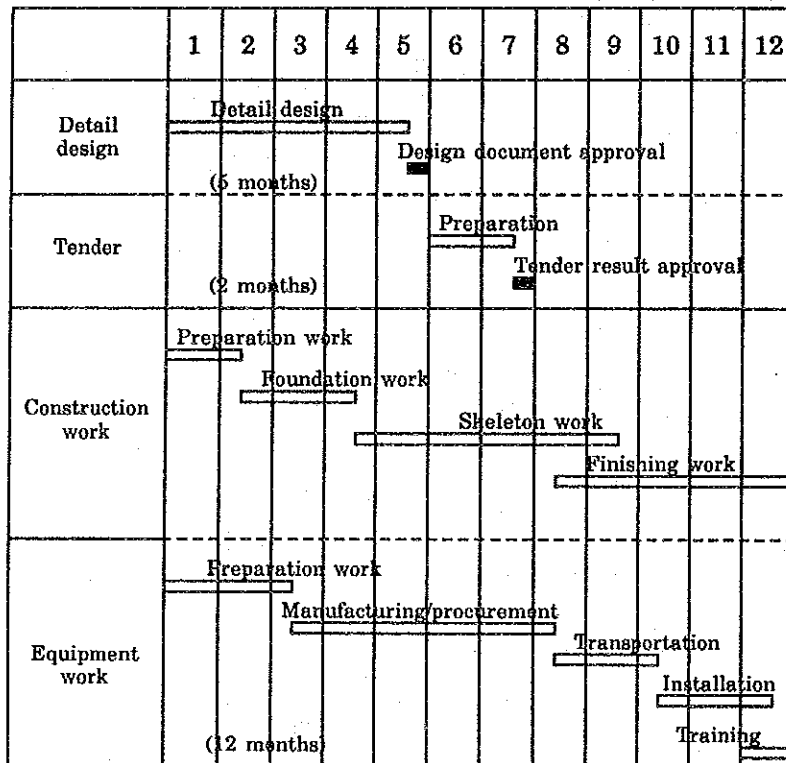 1 2 3 4 5 6 7 8 9 10 11 12
Detail design
Detail
design
Design document approval
(5 months)
Preparation
Tender
Tender result approval
(2 months)
Preparation work
Foundation work
Construction
work
Skeleton work
Finishing work
Preparation work
Manufacturing/procurement
Transportation
Equipment
work
Installation
Training
(12 months)